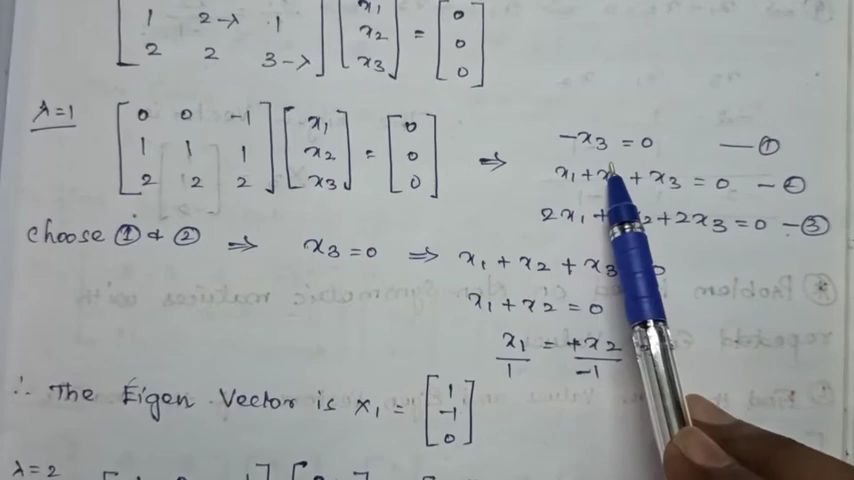 1 2-λ 1
2 2 3-λ
x1
x2
x3
=
0
0
0
λ=1
0 0 -1
1 1 1
2 2 2
x1
x2
x3
=
0
0
0
⇒
-x3 = 0 — ①
x1 + x + x3 = 0 — ②
2x1 + x2 + 2x3 = 0 — ③
choose ① & ② ⇒ x3 = 0 ⇒ x1 + x2 + x3 0
x1 + x2 = 0
x1/1 = +x2/-1
∴ The Eigen Vector is x1 =
1
-1
0
λ=2